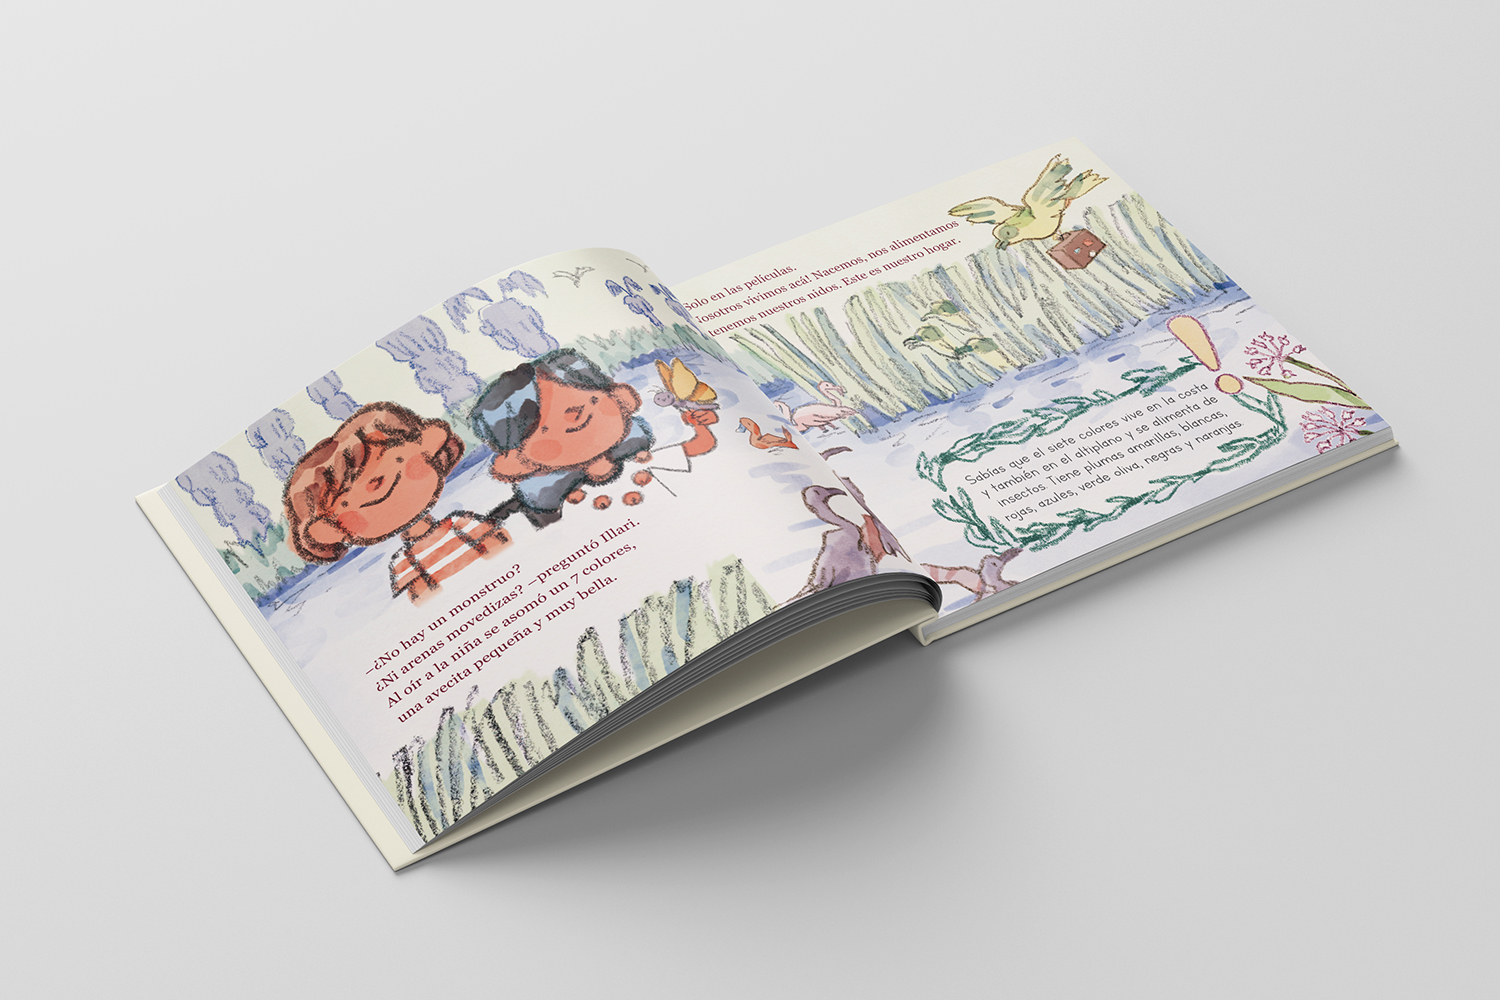 –¿No hay un monstruo?
¿Ni arenas movedizas? –preguntó Illari.
Al oír a la niña se asomó un 7 colores,
una avecita pequeña y muy bella.
Solo en las películas.
vivimos acá! Nacemos, nos alimentamos
tenemos nuestros nidos. Este es nuestro hogar.
Sabías que el siete colores vive en la costa
y también en el altiplano y se alimenta de
insectos. Tiene plumas amarillas, blancas,
rojas, azules, verde oliva, negras y naranjas.